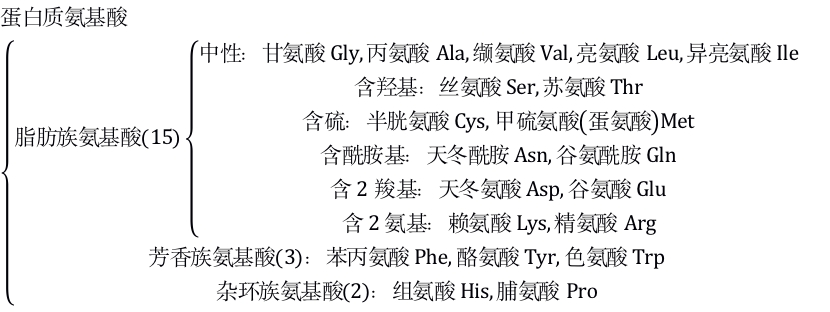 蛋白质氨基酸
中性：甘氨酸 Gly, 丙氨酸 Ala, 缬氨酸 Val, 亮氨酸 Leu, 异亮氨酸 Ile
含羟基：丝氨酸 Ser, 苏氨酸 Thr
含硫：半胱氨酸 Cys, 甲硫氨酸(蛋氨酸)Met
脂肪族氨基酸(15)
含酰胺基：天冬酰胺 Asn, 谷氨酰胺 Gln
含 2 羧基：天冬氨酸 Asp, 谷氨酸 Glu
含 2 氨基：赖氨酸 Lys, 精氨酸 Arg
芳香族氨基酸(3)：苯丙氨酸 Phe, 酪氨酸 Tyr, 色氨酸 Trp
杂环族氨基酸(2)：组氨酸 His, 脯氨酸 Pro